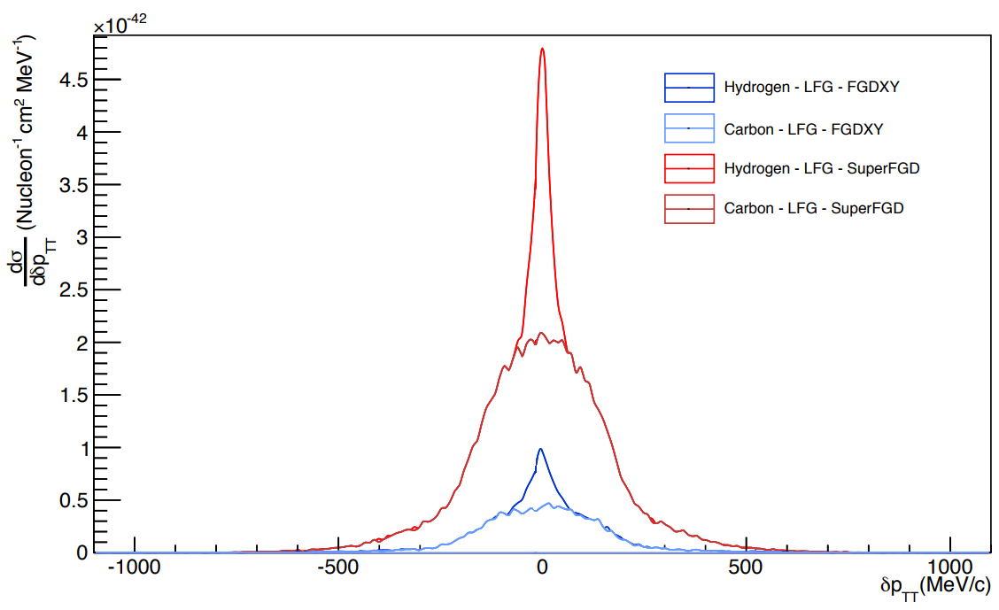 ×10⁻⁴²
dσ
dδp_TT (Nucleon⁻¹ cm² MeV⁻¹)
4.5
4
3.5
3
2.5
2
1.5
1
0.5
0
Hydrogen - LFG - FGDXY
Carbon - LFG - FGDXY
Hydrogen - LFG - SuperFGD
Carbon - LFG - SuperFGD
-1000 -500 0 500 1000
δp_TT(MeV/c)